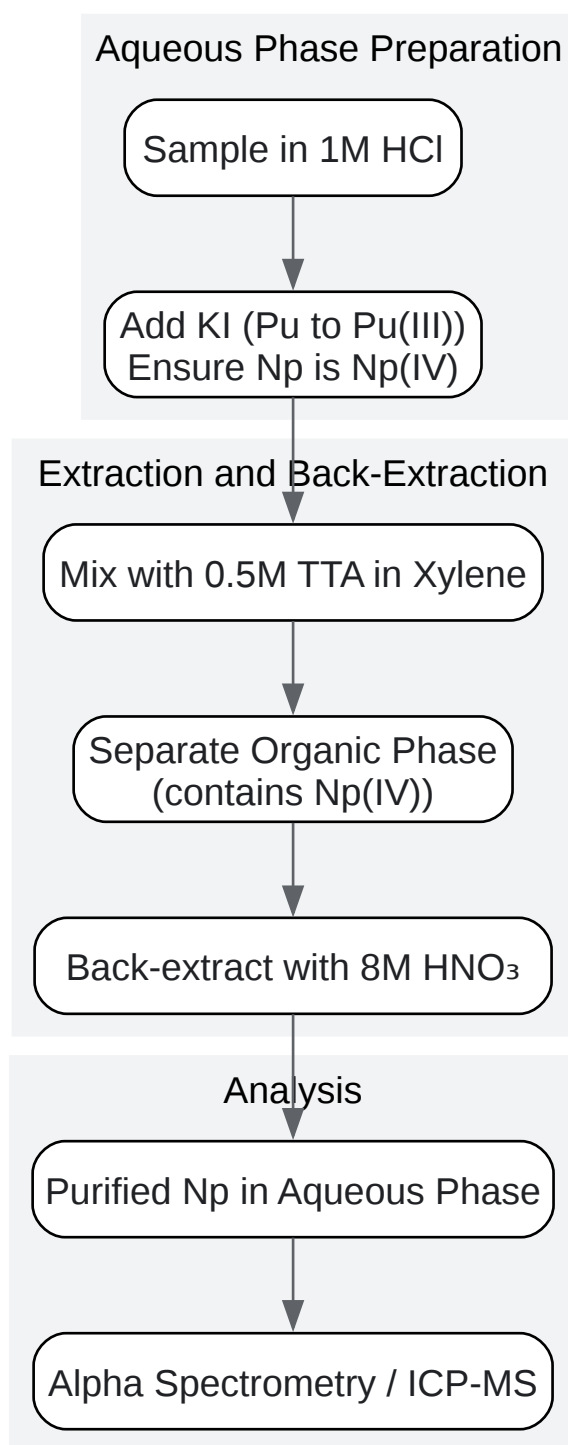 Aqueous Phase Preparation
Sample in 1M HCl
Add KI (Pu to Pu(III))
Ensure Np is Np(IV)
Extraction and Back-Extraction
Mix with 0.5M TTA in Xylene
Separate Organic Phase
(contains Np(IV))
Back-extract with 8M HNO₃
Analysis
Purified Np in Aqueous Phase
Alpha Spectrometry / ICP-MS